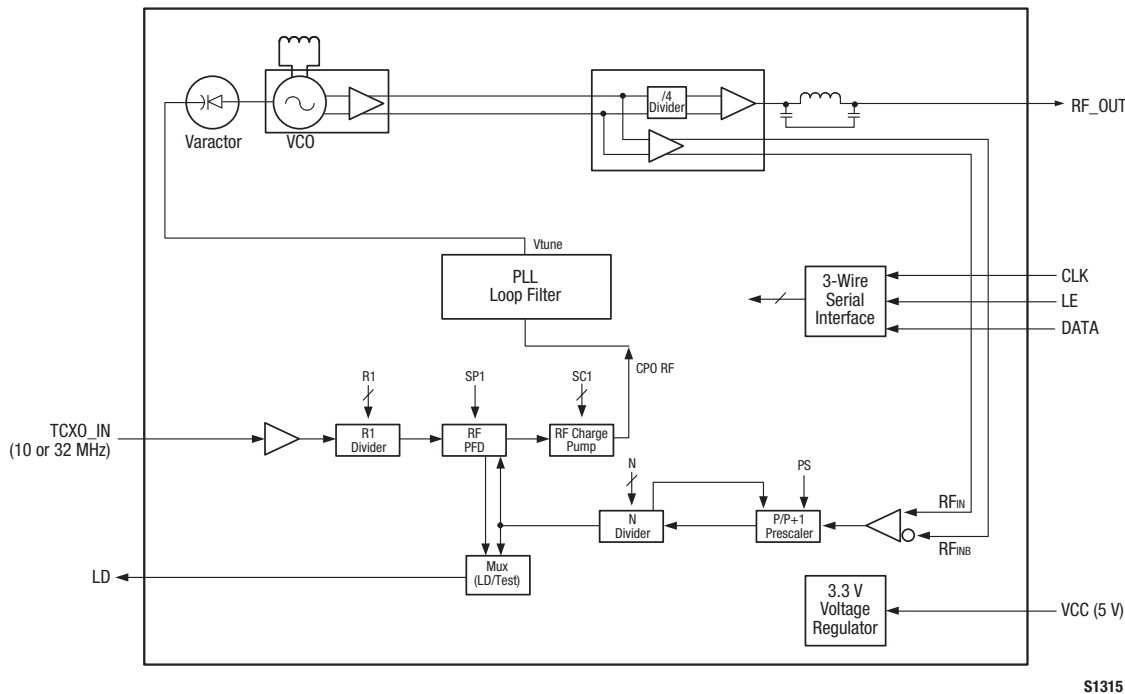 /4
Divider
RF_OUT
Varactor
VCO
Vtune
PLL
Loop Filter
3-Wire
Serial
Interface
CLK
LE
DATA
CPO RF
R1
SP1
SC1
TCXO_IN
(10 or 32 MHz)
R1
Divider
RF
PFD
RF Charge
Pump
N
PS
N
Divider
P/P+1
Prescaler
RFIN
RFINB
Mux
(LD/Test)
LD
3.3 V
Voltage
Regulator
VCC (5 V)
S1315